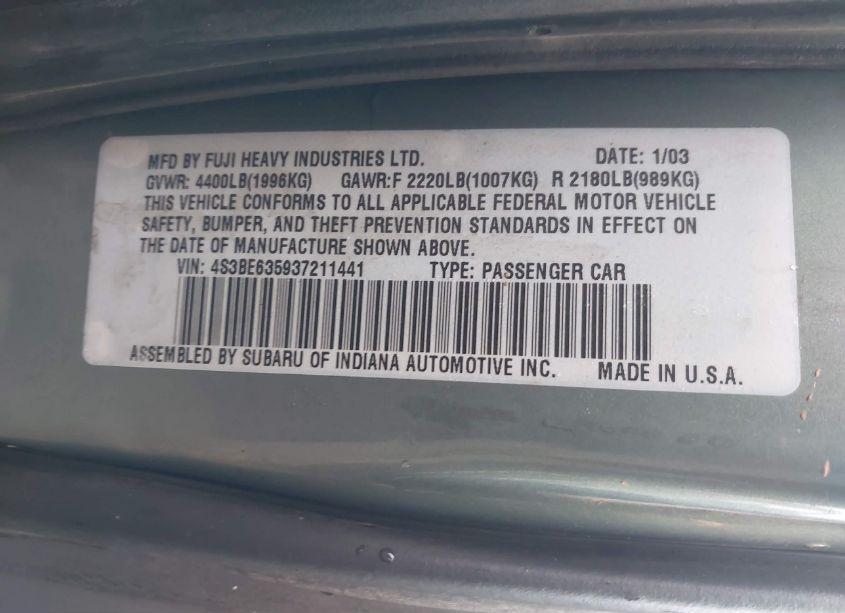 MFD BY FUJI HEAVY INDUSTRIES LTD. DATE: 1/03
GVWR: 4400LB(1996KG) GAWR:F 2220LB(1007KG) R 2180LB(989KG)
THIS VEHICLE CONFORMS TO ALL APPLICABLE FEDERAL MOTOR VEHICLE
SAFETY, BUMPER, AND THEFT PREVENTION STANDARDS IN EFFECT ON
THE DATE OF MANUFACTURE SHOWN ABOVE.
VIN: 4S3BE635937211441 TYPE: PASSENGER CAR
ASSEMBLED BY SUBARU OF INDIANA AUTOMOTIVE INC. MADE IN U.S.A.